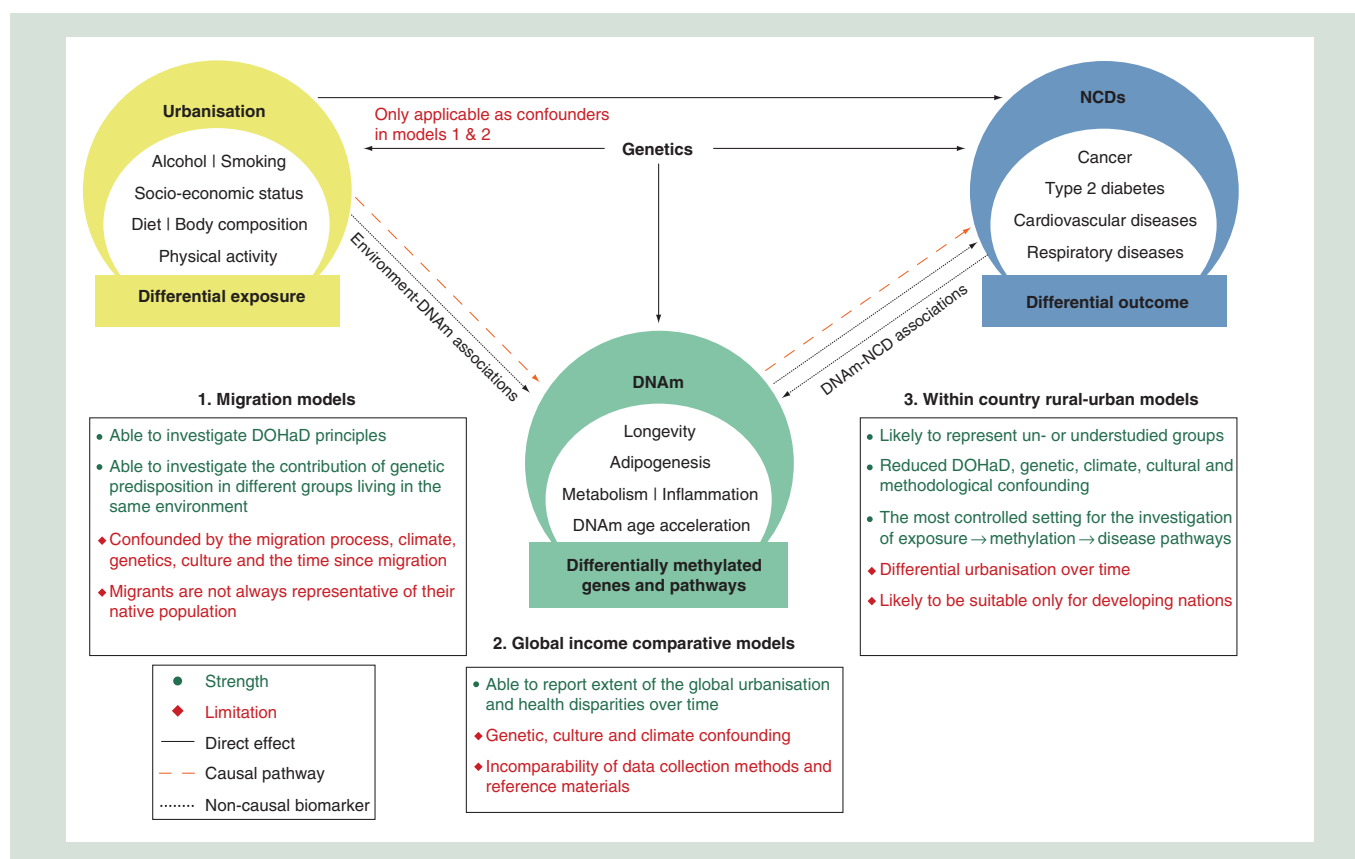 Urbanisation
Alcohol | Smoking
Socio-economic status
Diet | Body composition
Physical activity
Differential exposure
Only applicable as confounders
in models 1 & 2
Genetics
NCDs
Cancer
Type 2 diabetes
Cardiovascular diseases
Respiratory diseases
Differential outcome
Environment-DNAm associations
DNAm-NCD associations
DNAm
Longevity
Adipogenesis
Metabolism | Inflammation
DNAm age acceleration
Differentially methylated
genes and pathways
1. Migration models
• Able to investigate DOHaD principles
• Able to investigate the contribution of genetic
predisposition in different groups living in the
same environment
◆ Confounded by the migration process, climate,
genetics, culture and the time since migration
◆ Migrants are not always representative of their
native population
2. Global income comparative models
• Able to report extent of the global urbanisation
and health disparities over time
◆ Genetic, culture and climate confounding
◆ Incomparability of data collection methods and
reference materials
3. Within country rural-urban models
• Likely to represent un- or understudied groups
• Reduced DOHaD, genetic, climate, cultural and
methodological confounding
• The most controlled setting for the investigation
of exposure → methylation → disease pathways
◆ Differential urbanisation over time
◆ Likely to be suitable only for developing nations
Strength
Limitation
Direct effect
Causal pathway
Non-causal biomarker